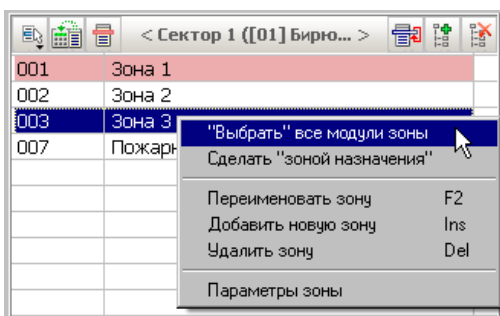 < Сектор 1 ([01] Бирю... >
001 Зона 1
002 Зона 2
003 Зона 3
007
"Выбрать" все модули зоны
Сделать "зоной назначения"
Переименовать зону F2
Добавить новую зону Ins
Удалить зону Del
Параметры зоны